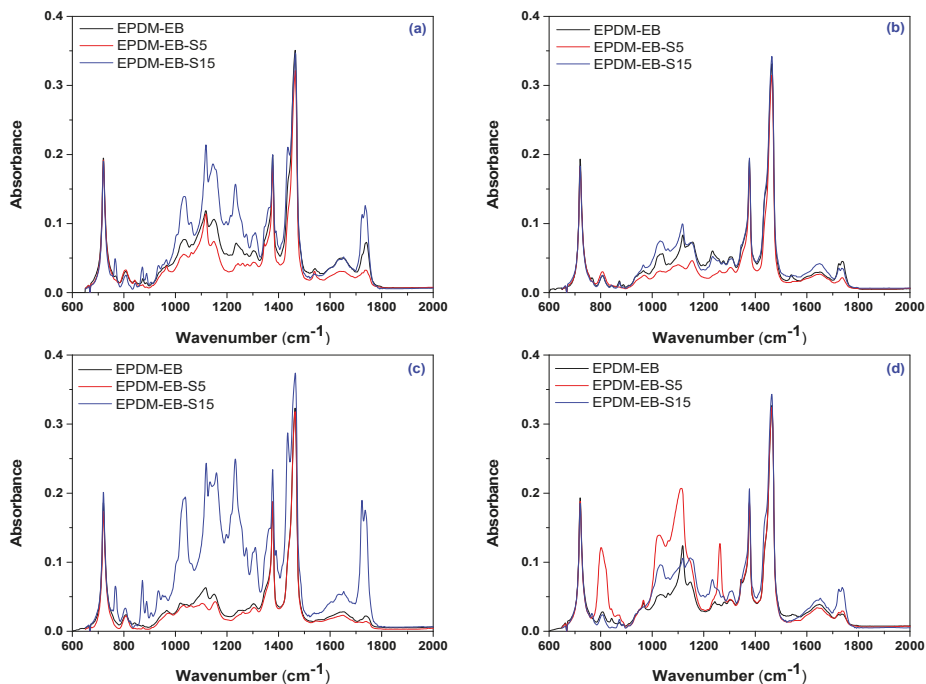 0.4
0.3
0.2
0.1
0.0
Absorbance
EPDM-EB
EPDM-EB-S5
EPDM-EB-S15
(a)
600 800 1000 1200 1400 1600 1800 2000
Wavenumber (cm⁻¹)
0.4
0.3
0.2
0.1
0.0
Absorbance
EPDM-EB
EPDM-EB-S5
EPDM-EB-S15
(b)
600 800 1000 1200 1400 1600 1800 2000
Wavenumber (cm⁻¹)
0.4
0.3
0.2
0.1
0.0
Absorbance
EPDM-EB
EPDM-EB-S5
EPDM-EB-S15
(c)
600 800 1000 1200 1400 1600 1800 2000
Wavenumber (cm⁻¹)
0.4
0.3
0.2
0.1
0.0
Absorbance
EPDM-EB
EPDM-EB-S5
EPDM-EB-S15
(d)
600 800 1000 1200 1400 1600 1800 2000
Wavenumber (cm⁻¹)